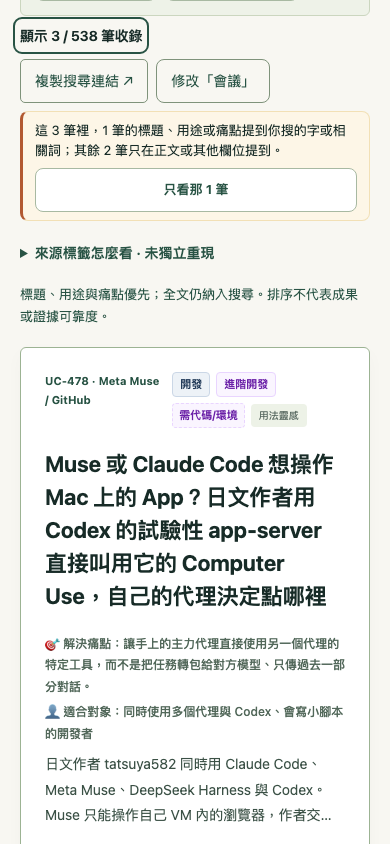 顯示 3 / 538 筆收錄
複製搜尋連結 ↗
修改「會議」
這 3 筆裡，1 筆的標題、用途或痛點提到你搜的字或相
關詞；其餘 2 筆只在正文或其他欄位提到。
只看那 1 筆
▶ 來源標籤怎麼看 · 未獨立重現
標題、用途與痛點優先；全文仍納入搜尋。排序不代表成果
或證據可靠度。
UC-478 · Meta Muse
/ GitHub
開發
進階開發
需代碼/環境
用法靈感
Muse 或 Claude Code 想操作
Mac 上的 App？日文作者用
Codex 的試驗性 app-server
直接叫用它的 Computer
Use，自己的代理決定點哪裡
🎯 解決痛點：讓手上的主力代理直接使用另一個代理的
特定工具，而不是把任務轉包給對方模型、只傳過去一部
分對話。
👤 適合對象：同時使用多個代理與 Codex、會寫小腳本
的開發者
日文作者 tatsuya582 同時用 Claude Code、
Meta Muse、DeepSeek Harness 與 Codex。
Muse 只能操作自己 VM 內的瀏覽器，作者交...